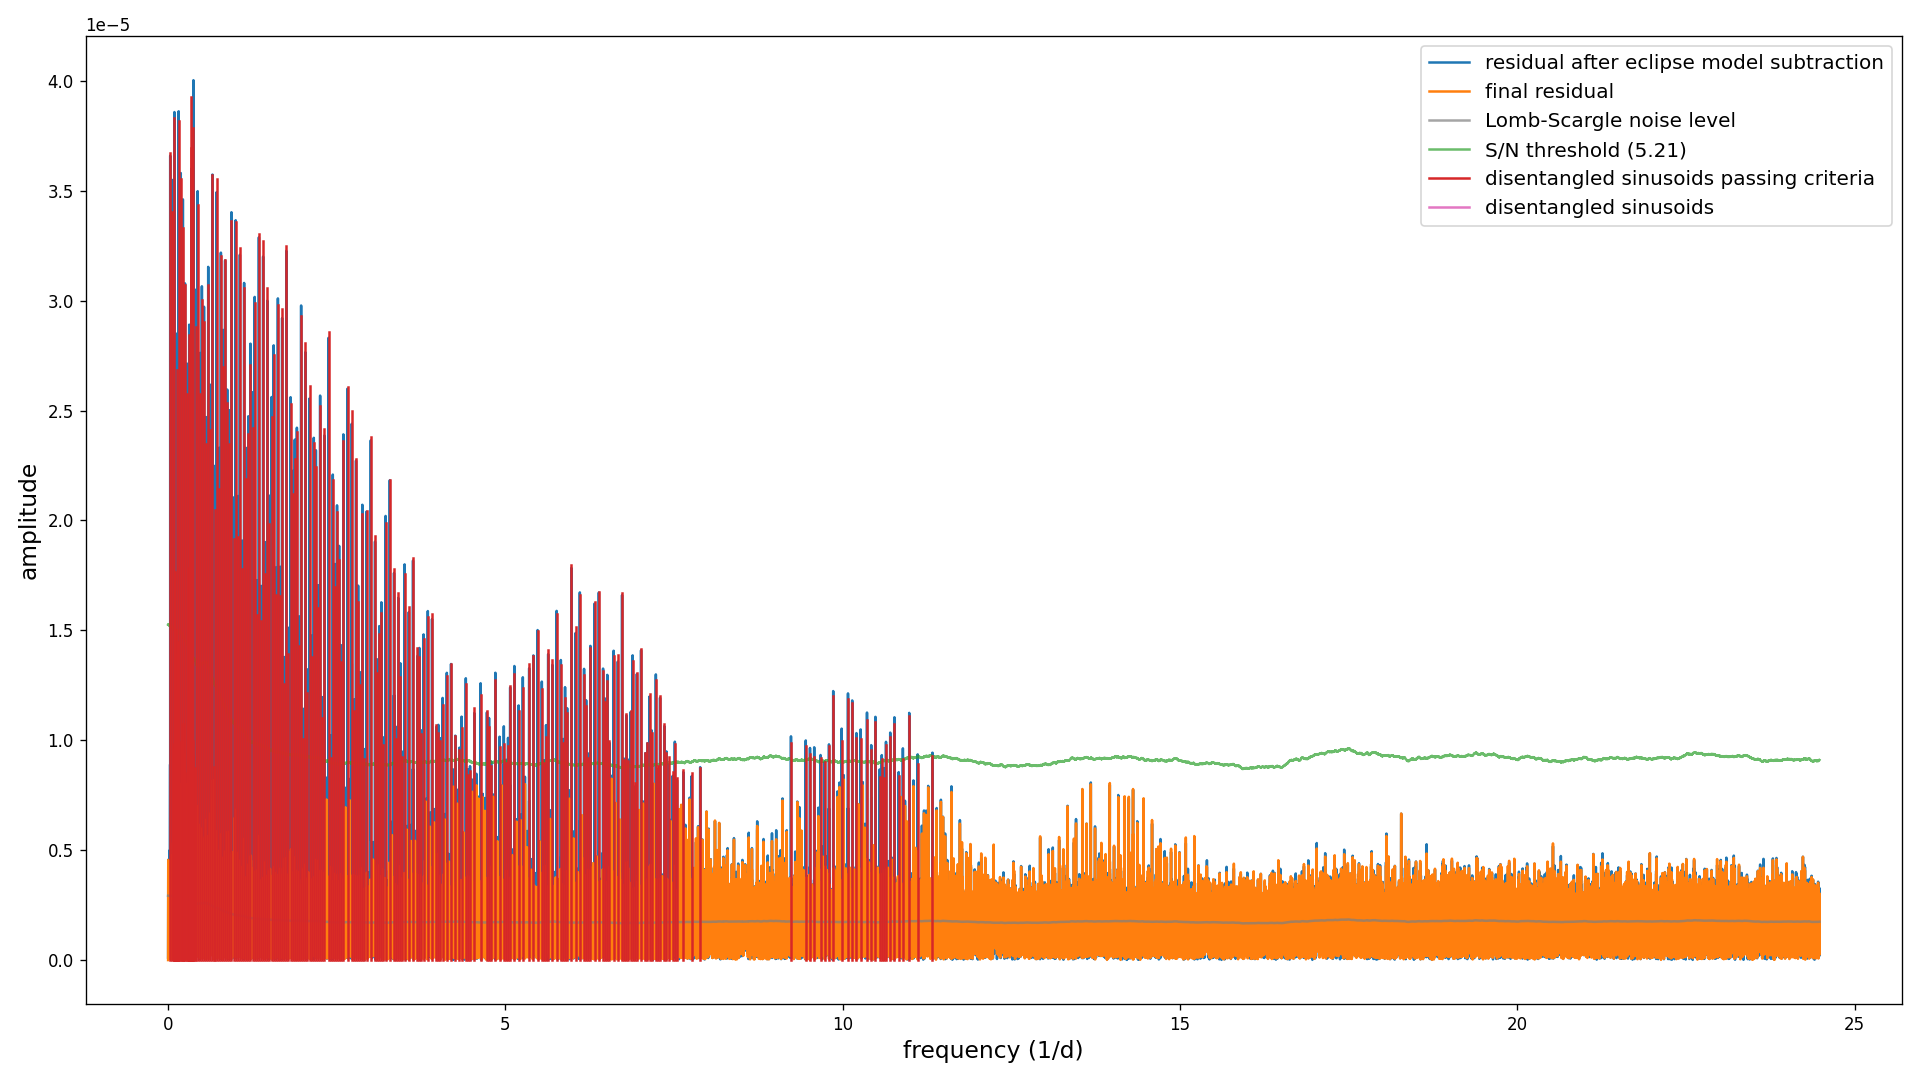 1e−5
4.0
3.5
3.0
2.5
2.0
1.5
1.0
0.5
0.0
amplitude
residual after eclipse model subtraction
final residual
Lomb-Scargle noise level
S/N threshold (5.21)
disentangled sinusoids passing criteria
disentangled sinusoids
0 5 10 15 20 25
frequency (1/d)